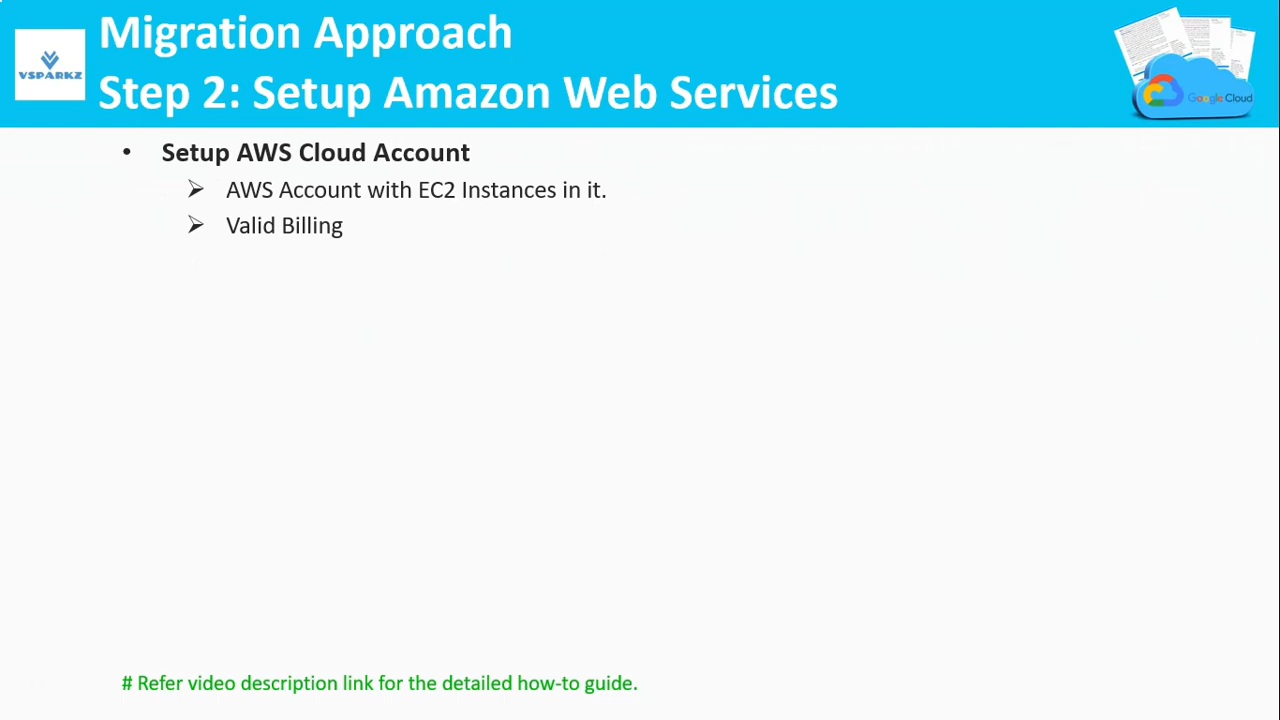 Migration Approach
VSPARKZ
Step 2: Setup Amazon Web Services
Google Cloud
• Setup AWS Cloud Account
➢ AWS Account with EC2 Instances in it.
➢ Valid Billing
# Refer video description link for the detailed how-to guide.